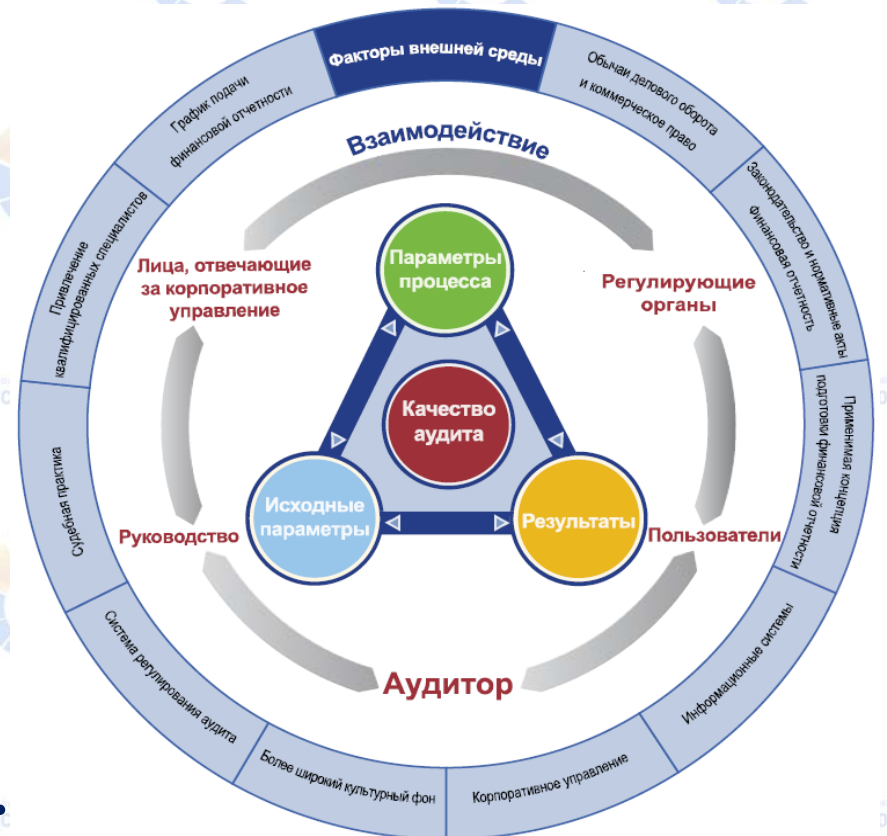 Факторы внешней среды
Обычаи делового оборота
и коммерческое право
Законодательство и нормативные акты
финансовая отчетность
Применимая концепция
подготовки финансовой отчетности
Информационные системы
Корпоративное управление
Более широкий культурный фон
Система регулирования аудита
Судебная практика
Привлечение
квалифицированных специалистов
График подачи
финансовой отчетности
Взаимодействие
Лица, отвечающие
за корпоративное
управление
Регулирующие
органы
Параметры
процесса
Качество
аудита
Исходные
параметры
Результаты
Руководство
Пользователи
Аудитор